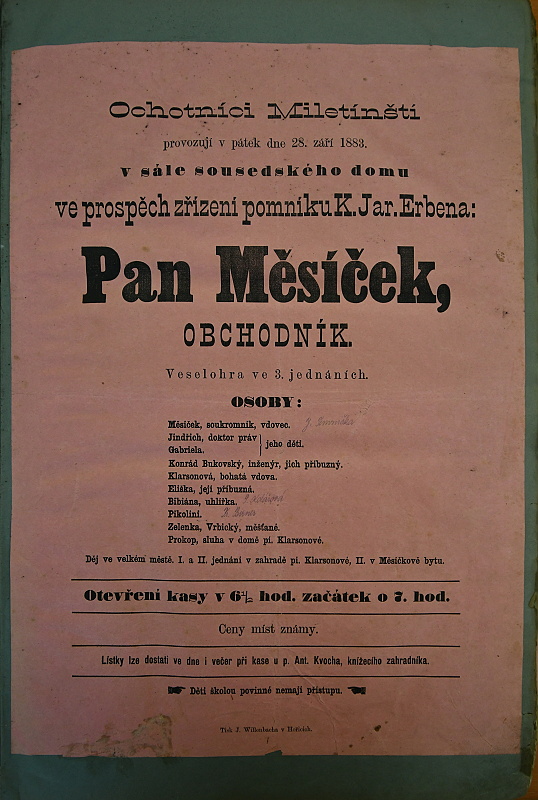 Ochotníci Miletínští
provozují v pátek dne 28. září 1883.
v sále sousedského domu
ve prospěch zřízení pomníku K. Jar. Erbena:
Pan Měsíček,
OBCHODNÍK.
Veselohra ve 3. jednáních.
OSOBY:
Měsíček, soukromník, vdovec.
Jindřich, doktor práv
Gabriela.
jeho děti.
Konrád Bukovský, inženýr, jich příbuzný.
Klarsonová, bohatá vdova.
Eliška, její příbuzná.
Bibiána, uhlířka.
Pikolini.
Zelenka, Vrbický, měšťané.
Prokop, sluha v domě pí. Klarsonové.
Děj ve velkém městě. I. a II. jednání v zahradě pí. Klarsonové, II. v Měsíčkově bytu.
Otevření kasy v 6½ hod. začátek o 7. hod.
Ceny míst známy.
Lístky lze dostati ve dne i večer při kase u p. Ant. Kvocha, knížecího zahradníka.
Děti školou povinné nemají přístupu.
Tisk J. Willenbacha v Hořicích.